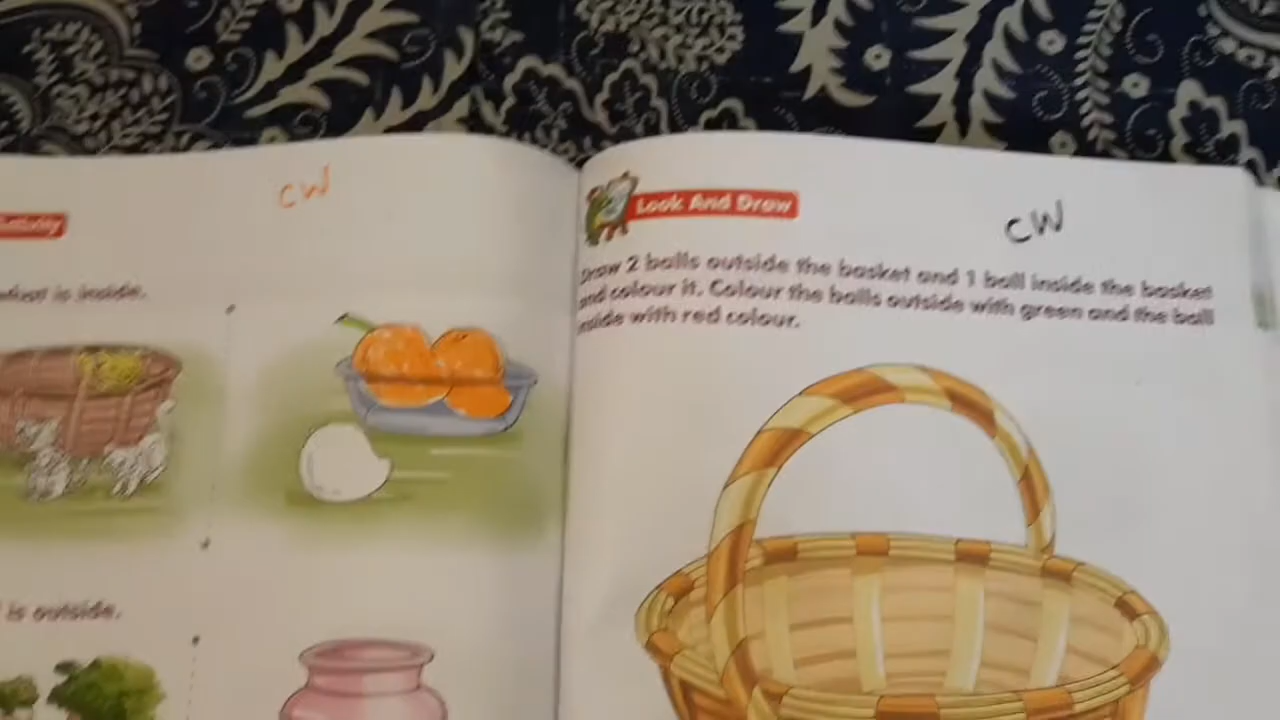 CW
Activity
what is inside.
is outside.
Look And Draw
CW
Draw 2 balls outside the basket and 1 ball inside the basket
and colour it. Colour the balls outside with green and the ball
inside with red colour.